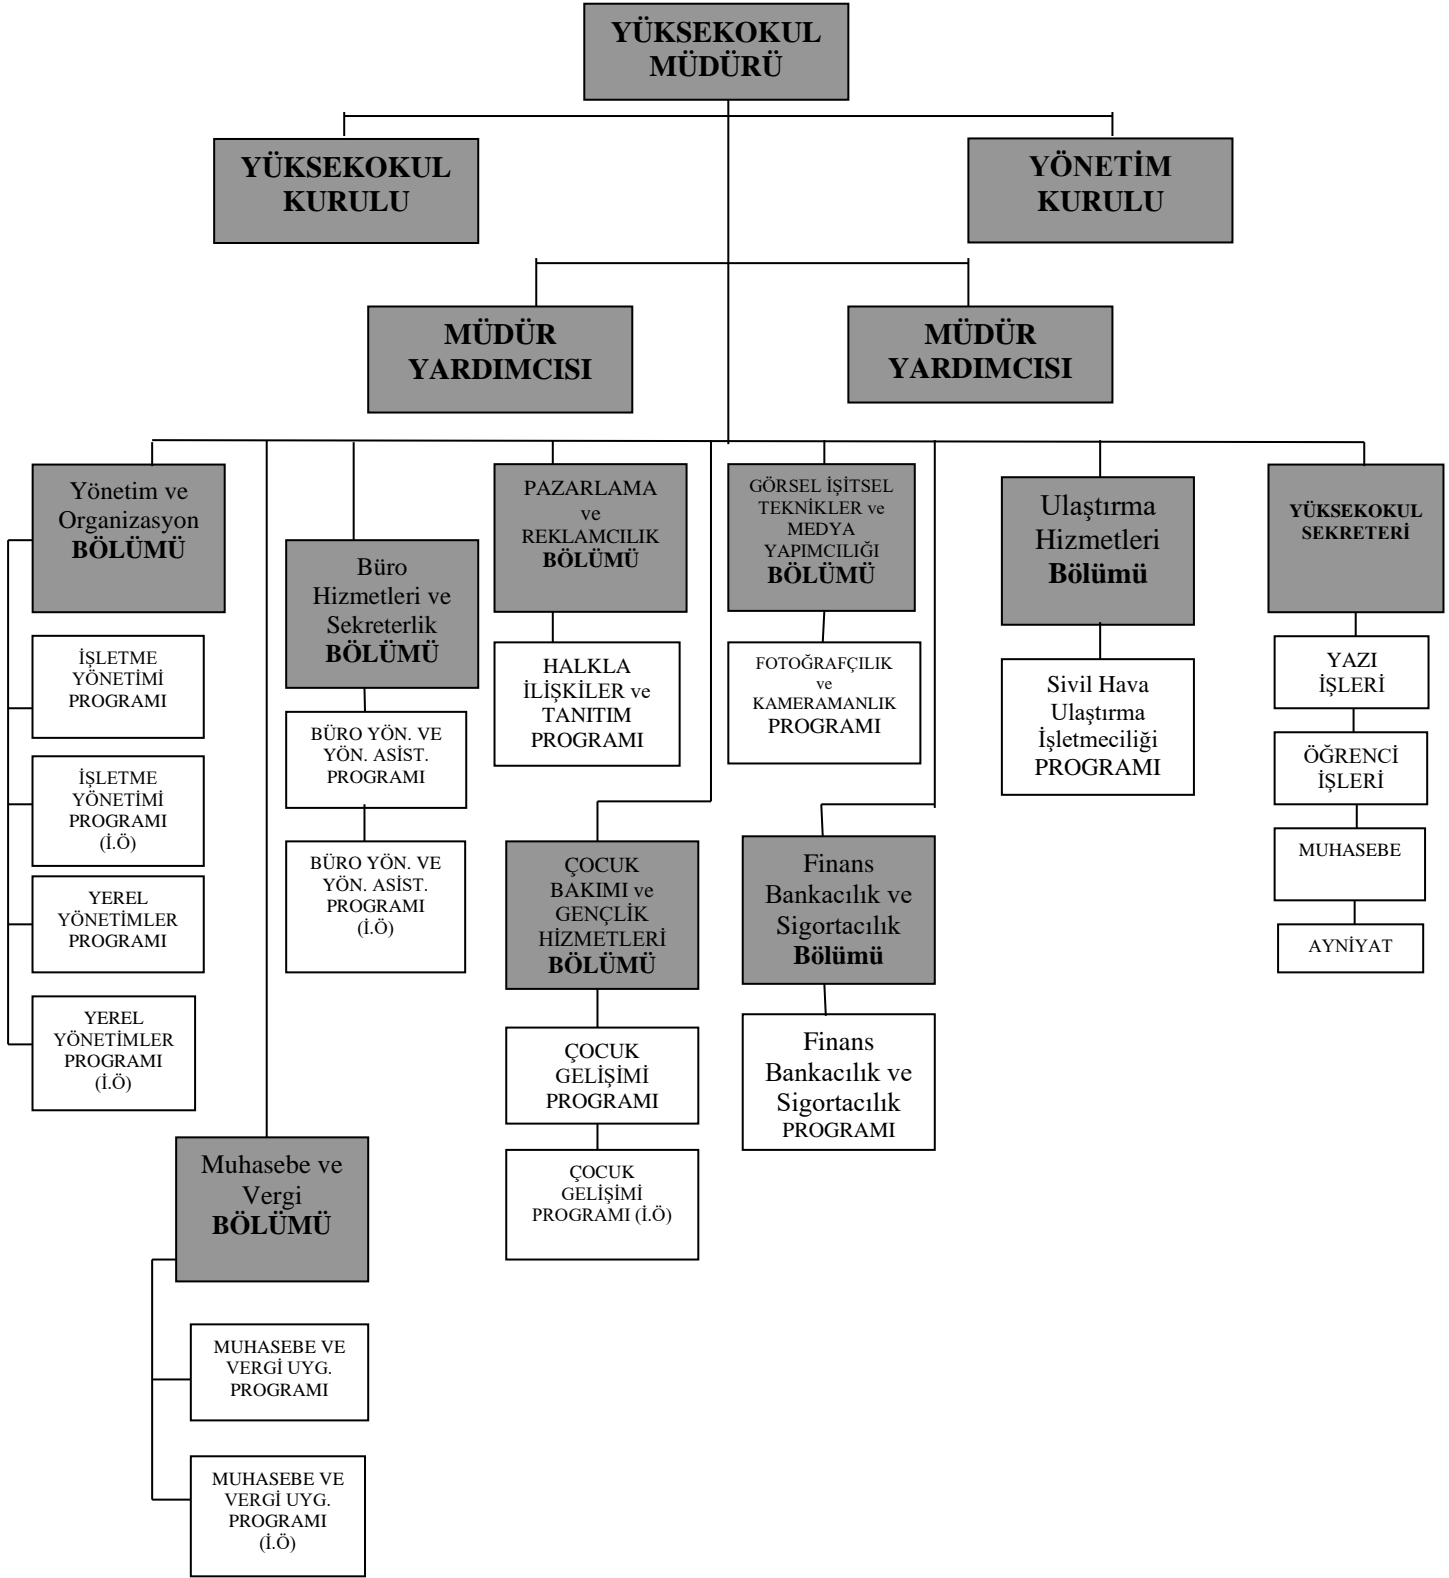 YÜKSEKOKUL
MÜDÜRÜ
YÜKSEKOKUL
KURULU
YÖNETİM
KURULU
MÜDÜR
YARDIMCISI
MÜDÜR
YARDIMCISI
Yönetim ve
Organizasyon
BÖLÜMÜ
İŞLETME
YÖNETİMİ
PROGRAMI
İŞLETME
YÖNETİMİ
PROGRAMI
(İ.Ö)
YEREL
YÖNETİMLER
PROGRAMI
YEREL
YÖNETİMLER
PROGRAMI
(İ.Ö)
Muhasebe ve
Vergi
BÖLÜMÜ
MUHASEBE VE
VERGİ UYG.
PROGRAMI
MUHASEBE VE
VERGİ UYG.
PROGRAMI
(İ.Ö)
Büro
Hizmetleri ve
Sekreterlik
BÖLÜMÜ
BÜRO YÖN. VE
YÖN. ASİST.
PROGRAMI
BÜRO YÖN. VE
YÖN. ASİST.
PROGRAMI
(İ.Ö)
PAZARLAMA
ve
REKLAMCILIK
BÖLÜMÜ
HALKLA
İLİŞKİLER ve
TANITIM
PROGRAMI
ÇOCUK
BAKIMI ve
GENÇLİK
HİZMETLERİ
BÖLÜMÜ
ÇOCUK
GELİŞİMİ
PROGRAMI
ÇOCUK
GELİŞİMİ
PROGRAMI (İ.Ö)
GÖRSEL İŞİTSEL
TEKNİKLER ve
MEDYA
YAPIMCILIĞI
BÖLÜMÜ
FOTOĞRAFÇILIK
ve
KAMERAMANLIK
PROGRAMI
Finans
Bankacılık ve
Sigortacılık
Bölümü
Finans
Bankacılık ve
Sigortacılık
PROGRAMI
Ulaştırma
Hizmetleri
Bölümü
Sivil Hava
Ulaştırma
İşletmeciliği
PROGRAMI
YÜKSEKOKUL
SEKRETERİ
YAZI
İŞLERİ
ÖĞRENCİ
İŞLERİ
MUHASEBE
AYNİYAT